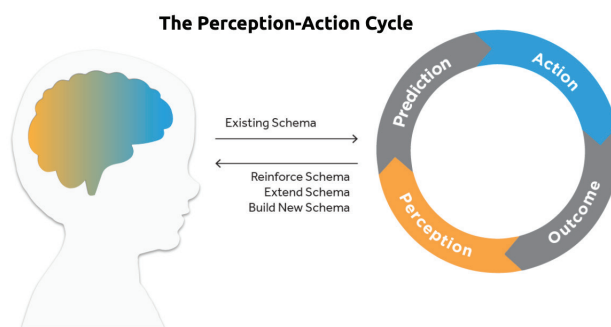 The Perception-Action Cycle
Existing Schema
Reinforce Schema
Extend Schema
Build New Schema
Prediction
Action
Outcome
Perception